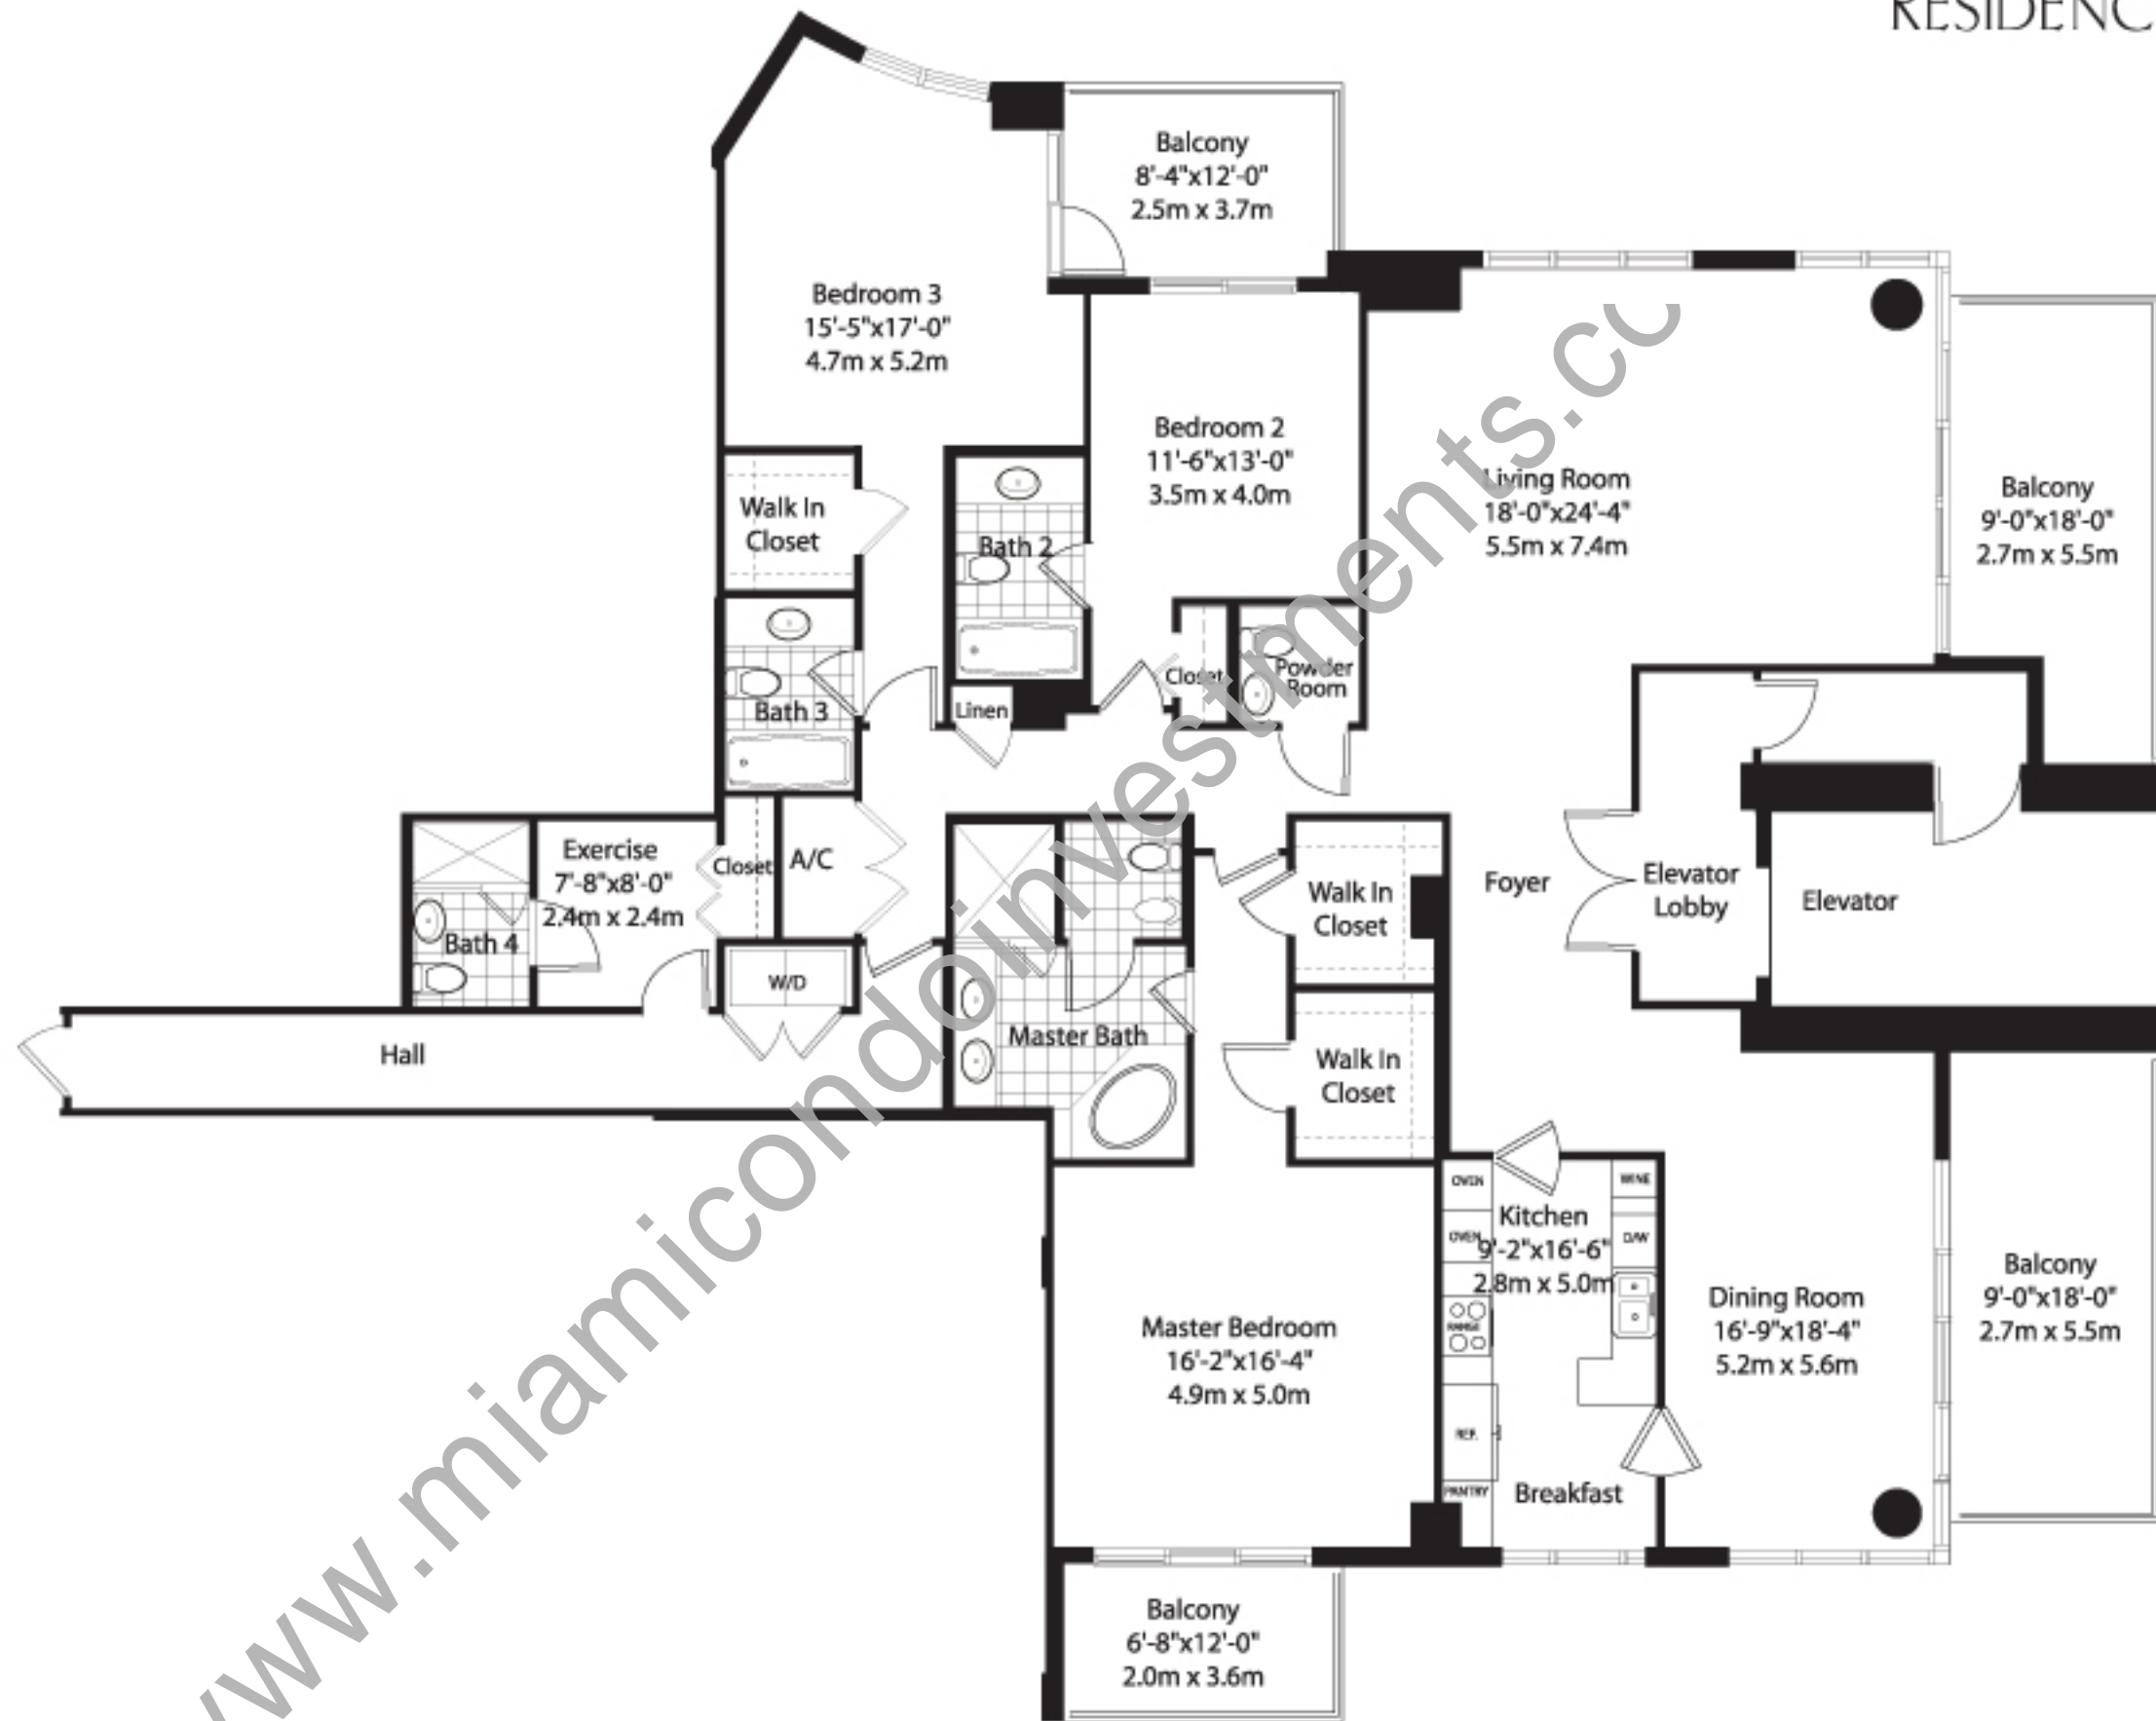 RESIDENC
Balcony
8'-4"x12'-0"
2.5m x 3.7m
Bedroom 3
15'-5"x17'-0"
4.7m x 5.2m
Bedroom 2
11'-6"x13'-0"
3.5m x 4.0m
Living Room
18'-0"x24'-4"
5.5m x 7.4m
Balcony
9'-0"x18'-0"
2.7m x 5.5m
Walk In
Closet
Bath 2
Closet
Powder
Room
Bath 3
Linen
Exercise
7'-8"x8'-0"
2.4m x 2.4m
Closet
A/C
Bath 4
W/D
Hall
Walk In
Closet
Foyer
Elevator
Lobby
Elevator
Master Bath
Walk In
Closet
OVEN
WINE
Kitchen
9'-2"x16'-6"
2.8m x 5.0m
OVEN
D/W
RANGE
REF.
PANTRY
Breakfast
Master Bedroom
16'-2"x16'-4"
4.9m x 5.0m
Dining Room
16'-9"x18'-4"
5.2m x 5.6m
Balcony
9'-0"x18'-0"
2.7m x 5.5m
Balcony
6'-8"x12'-0"
2.0m x 3.6m
ww.miamicondoinvestments.cc